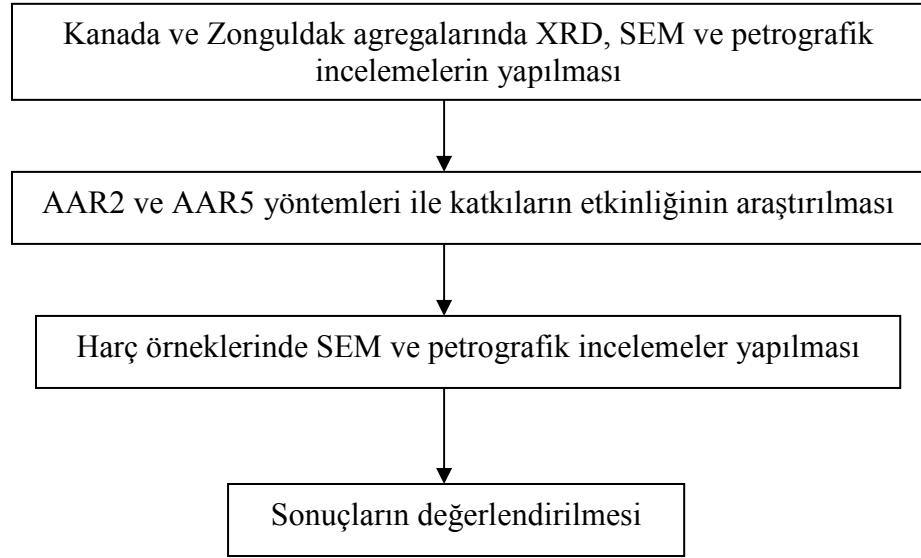 Kanada ve Zonguldak agregalarında XRD, SEM ve petrografik
incelemelerin yapılması
AAR2 ve AAR5 yöntemleri ile katkıların etkinliğinin araştırılması
Harç örneklerinde SEM ve petrografik incelemeler yapılması
Sonuçların değerlendirilmesi